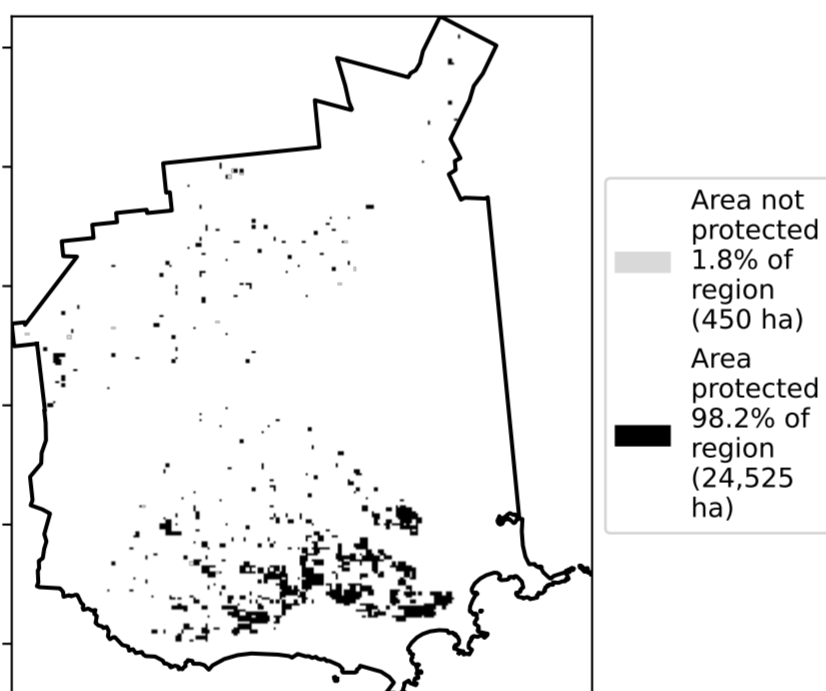 Area not
protected
1.8% of
region
(450 ha)
Area
protected
98.2% of
region
(24,525
ha)